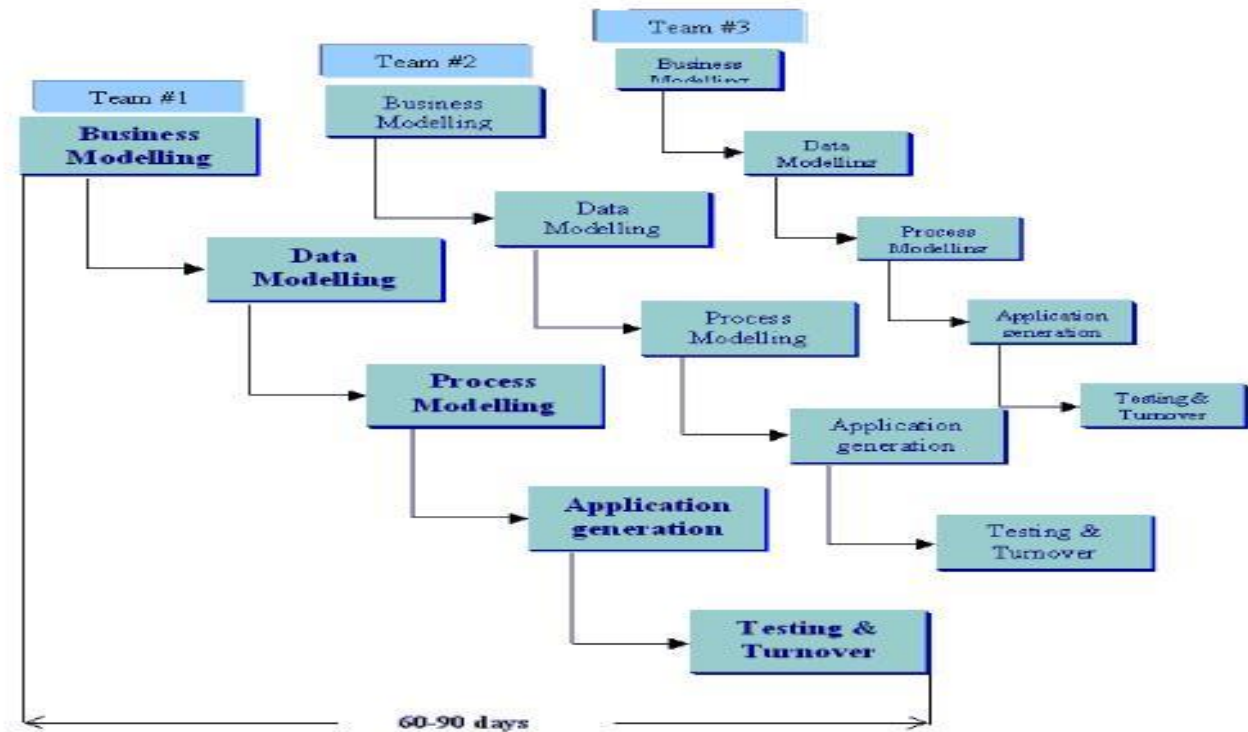 Team #1
Business
Modelling
Data
Modelling
Process
Modelling
Application
generation
Testing &
Turnover
Team #2
Business
Modelling
Data
Modelling
Process
Modelling
Application
generation
Testing &
Turnover
Team #3
Business
Modelling
Data
Modelling
Process
Modelling
Application
generation
Testing &
Turnover
60-90 days